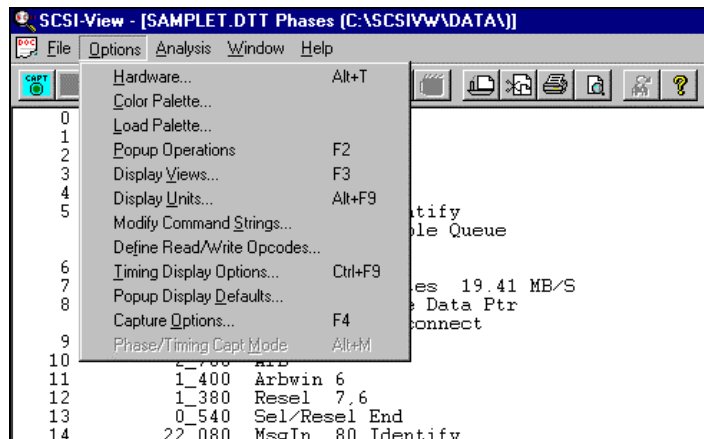 SCSI-View - [SAMPLET.DTT Phases (C:\SCSIVW\DATA\)]
File Options Analysis Window Help
CAPT
Hardware... Alt+T
Color Palette...
Load Palette...
Popup Operations F2
Display Views... F3
Display Units... Alt+F9
Modify Command Strings...
Define Read/Write Opcodes...
Timing Display Options... Ctrl+F9
Popup Display Defaults...
Capture Options... F4
Phase/Timing Capt Mode Alt+M
0
1
2
3
4
5 tify
le Queue
6
7 es 19.41 MB/S
8 Data Ptr
connect
9
10
11 1_400 Arbwin 6
12 1_380 Resel 7,6
13 0_540 Sel/Resel End
14 22_080 MsgIn 80 Identify